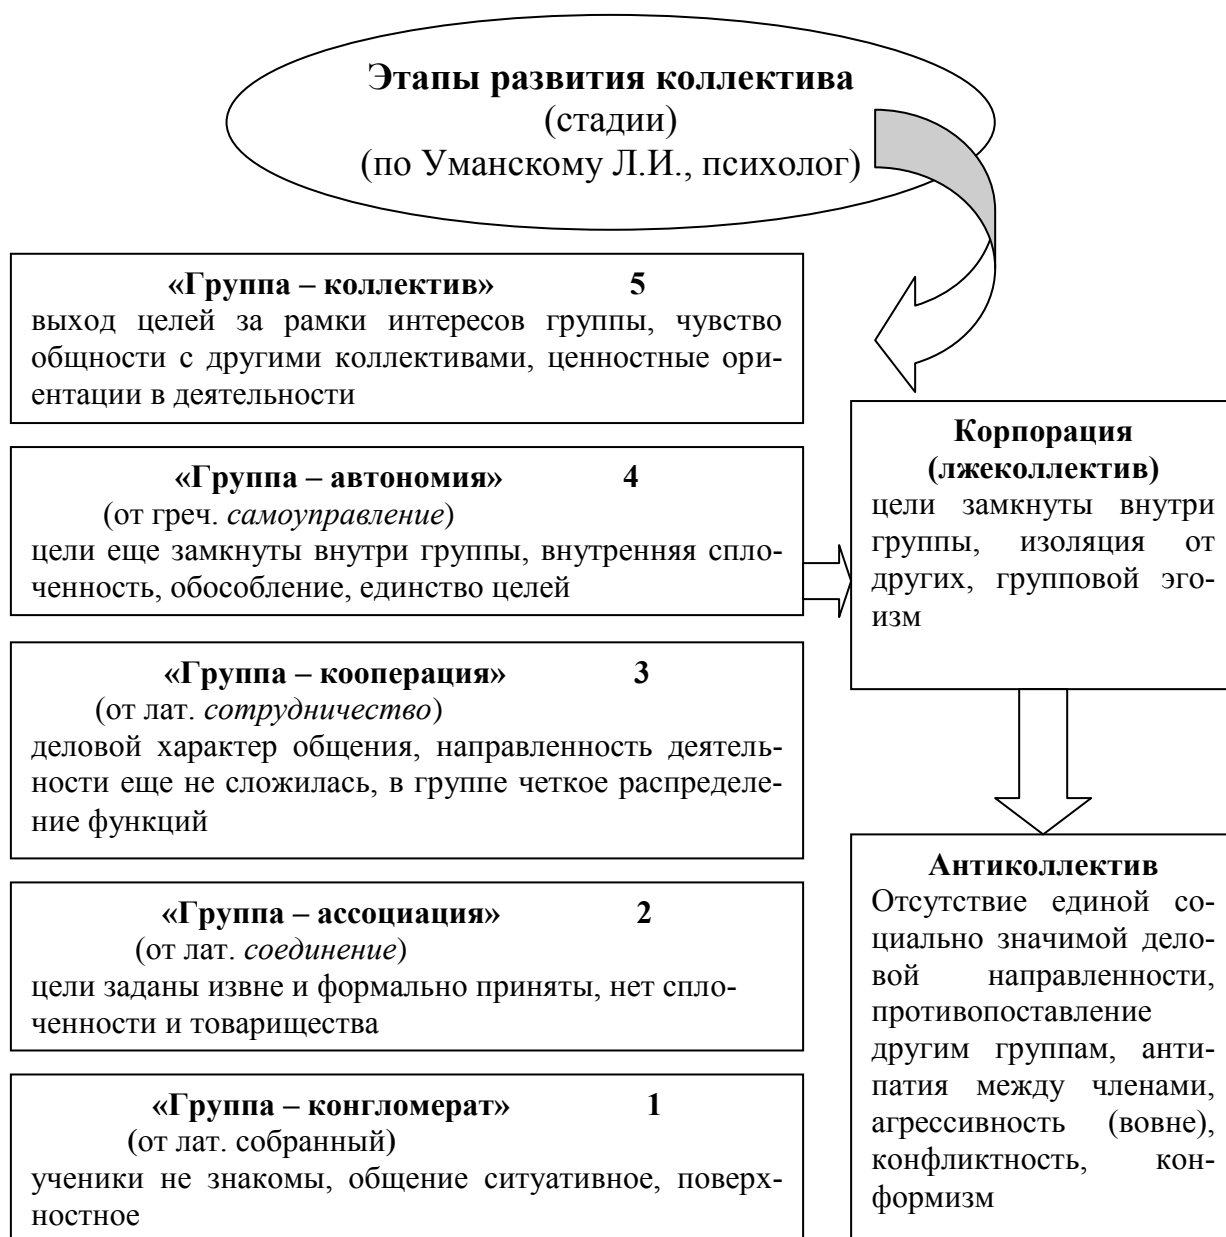 Этапы развития коллектива
(стадии)
(по Уманскому Л.И., психолог)
«Группа – коллектив» 5
выход целей за рамки интересов группы, чувство
общности с другими коллективами, ценностные ори-
ентации в деятельности
«Группа – автономия» 4
(от греч. самоуправление)
цели еще замкнуты внутри группы, внутренняя спло-
ченность, обособление, единство целей
«Группа – кооперация» 3
(от лат. сотрудничество)
деловой характер общения, направленность деятель-
ности еще не сложилась, в группе четкое распределе-
ние функций
«Группа – ассоциация» 2
(от лат. соединение)
цели заданы извне и формально приняты, нет спло-
ченности и товарищества
«Группа – конгломерат» 1
(от лат. собранный)
ученики не знакомы, общение ситуативное, поверх-
ностное
Корпорация
(лжеколлектив)
цели замкнуты внутри
группы, изоляция от
других, групповой эго-
изм
Антиколлектив
Отсутствие единой со-
циально значимой дело-
вой направленности,
противопоставление
другим группам, анти-
патия между членами,
агрессивность (вовне),
конфликтность, кон-
формизм